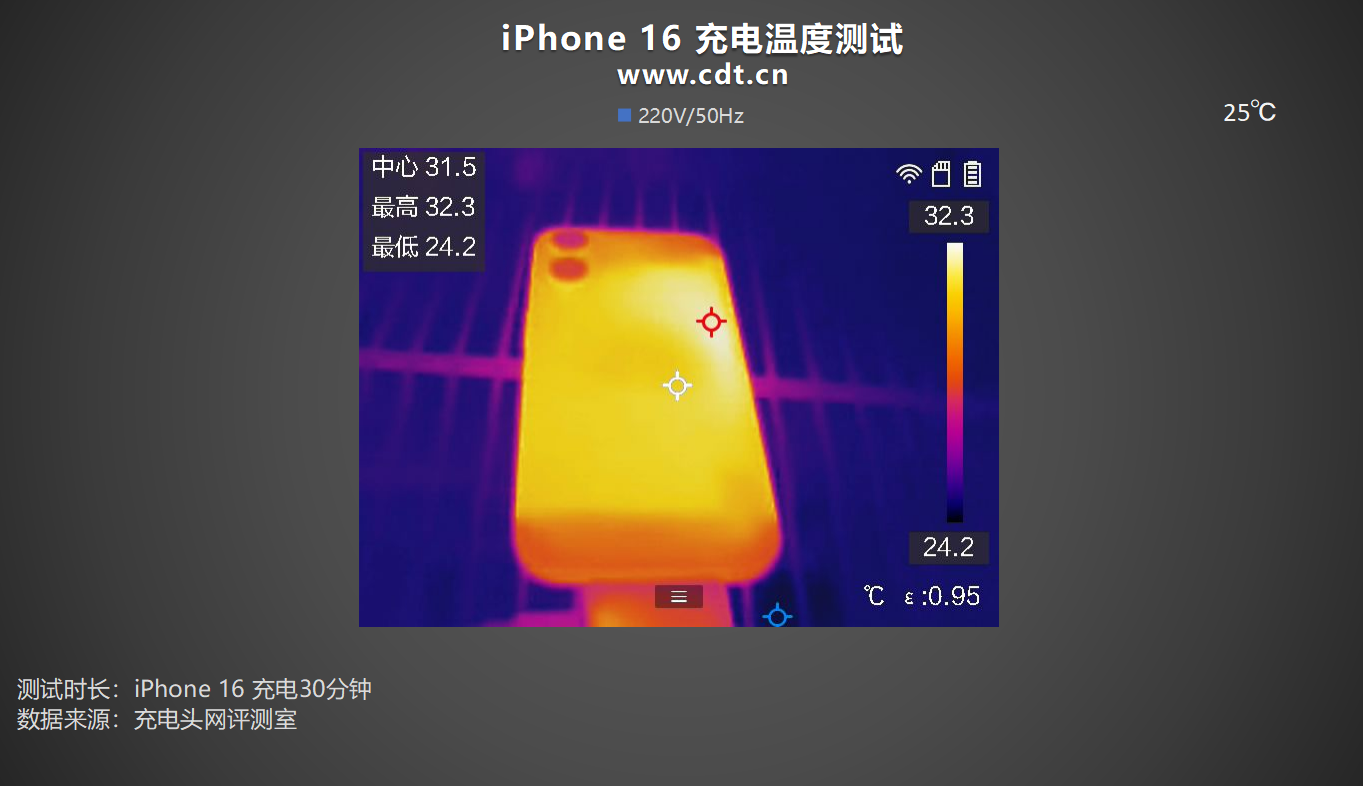 iPhone 16 充电温度测试
www.cdt.cn
220V/50Hz
25℃
中心 31.5
最高 32.3
最低 24.2
32.3
24.2
℃ ε :0.95
测试时长：iPhone 16 充电30分钟
数据来源：充电头网评测室